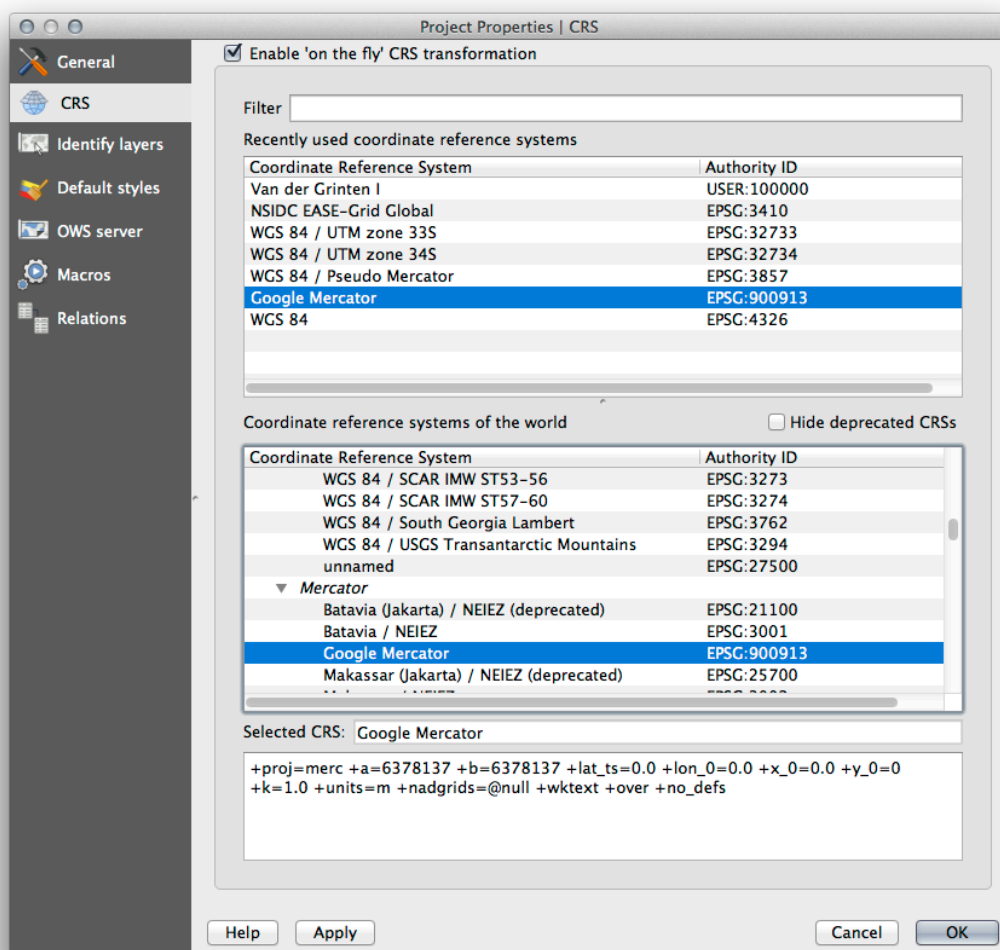 Project Properties | CRS
General
CRS
Identify layers
Default styles
OWS server
Macros
Relations
Enable 'on the fly' CRS transformation
Filter
Recently used coordinate reference systems
Coordinate Reference System Authority ID
Van der Grinten I USER:100000
NSIDC EASE-Grid Global EPSG:3410
WGS 84 / UTM zone 33S EPSG:32733
WGS 84 / UTM zone 34S EPSG:32734
WGS 84 / Pseudo Mercator EPSG:3857
Google Mercator EPSG:900913
WGS 84 EPSG:4326
Coordinate reference systems of the world Hide deprecated CRSs
Coordinate Reference System Authority ID
WGS 84 / SCAR IMW ST53-56 EPSG:3273
WGS 84 / SCAR IMW ST57-60 EPSG:3274
WGS 84 / South Georgia Lambert EPSG:3762
WGS 84 / USGS Transantarctic Mountains EPSG:3294
unnamed EPSG:27500
Mercator
Batavia (Jakarta) / NEIEZ (deprecated) EPSG:21100
Batavia / NEIEZ EPSG:3001
Google Mercator EPSG:900913
Makassar (Jakarta) / NEIEZ (deprecated) EPSG:25700
Selected CRS: Google Mercator
+proj=merc +a=6378137 +b=6378137 +lat_ts=0.0 +lon_0=0.0 +x_0=0.0 +y_0=0
+k=1.0 +units=m +nadgrids=@null +wktext +over +no_defs
Help Apply Cancel OK